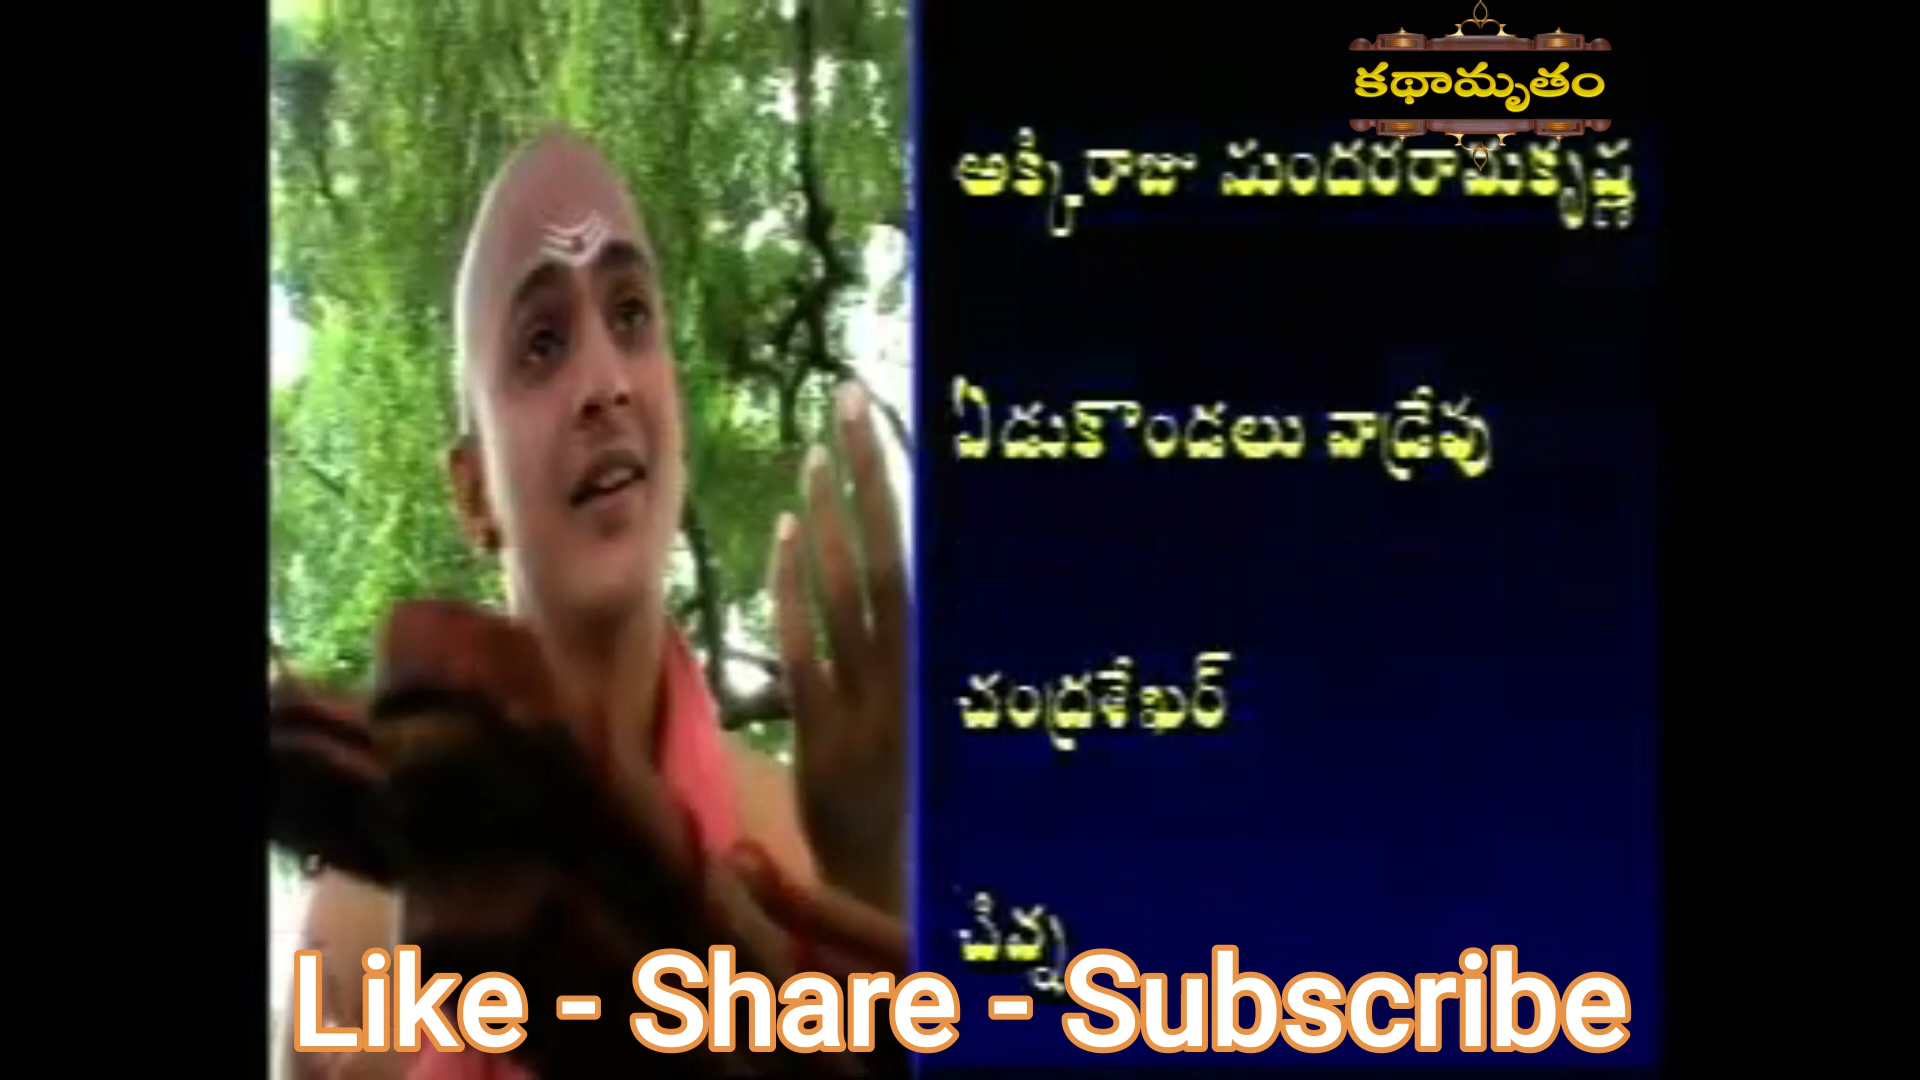 కథామృతం
అక్కిరాజు సుందరరామకృష్ణ
ఏడుకొండలు వాడ్రేవు
చంద్రశేఖర్
Like - Share - Subscribe